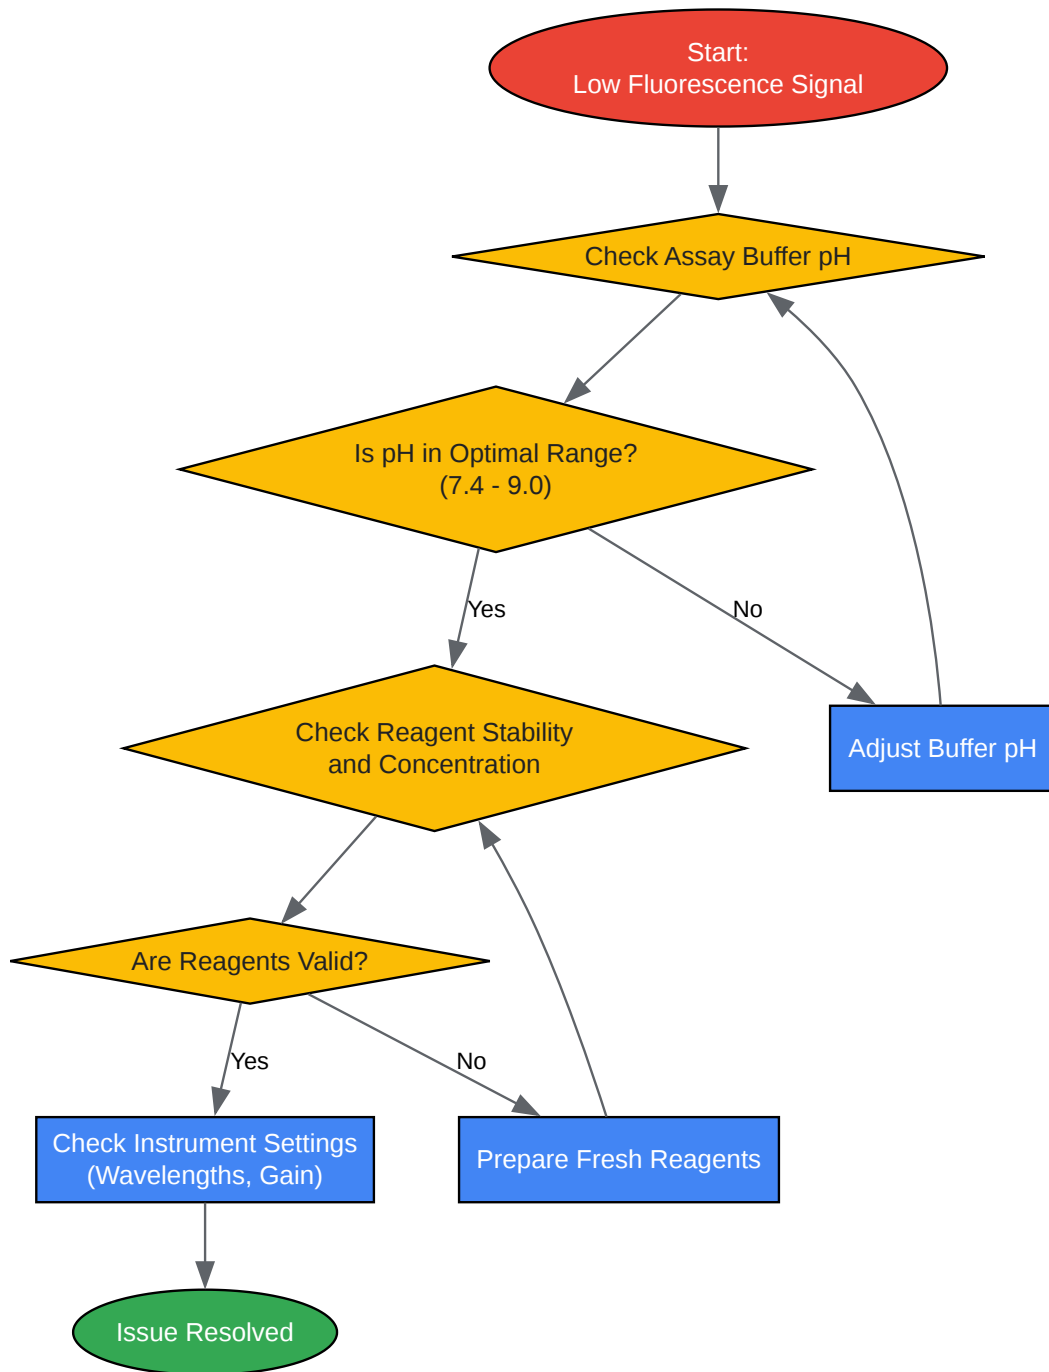 Start:
Low Fluorescence Signal
Check Assay Buffer pH
Is pH in Optimal Range?
(7.4 - 9.0)
Yes
No
Check Reagent Stability
and Concentration
Adjust Buffer pH
Are Reagents Valid?
Yes
No
Check Instrument Settings
(Wavelengths, Gain)
Prepare Fresh Reagents
Issue Resolved